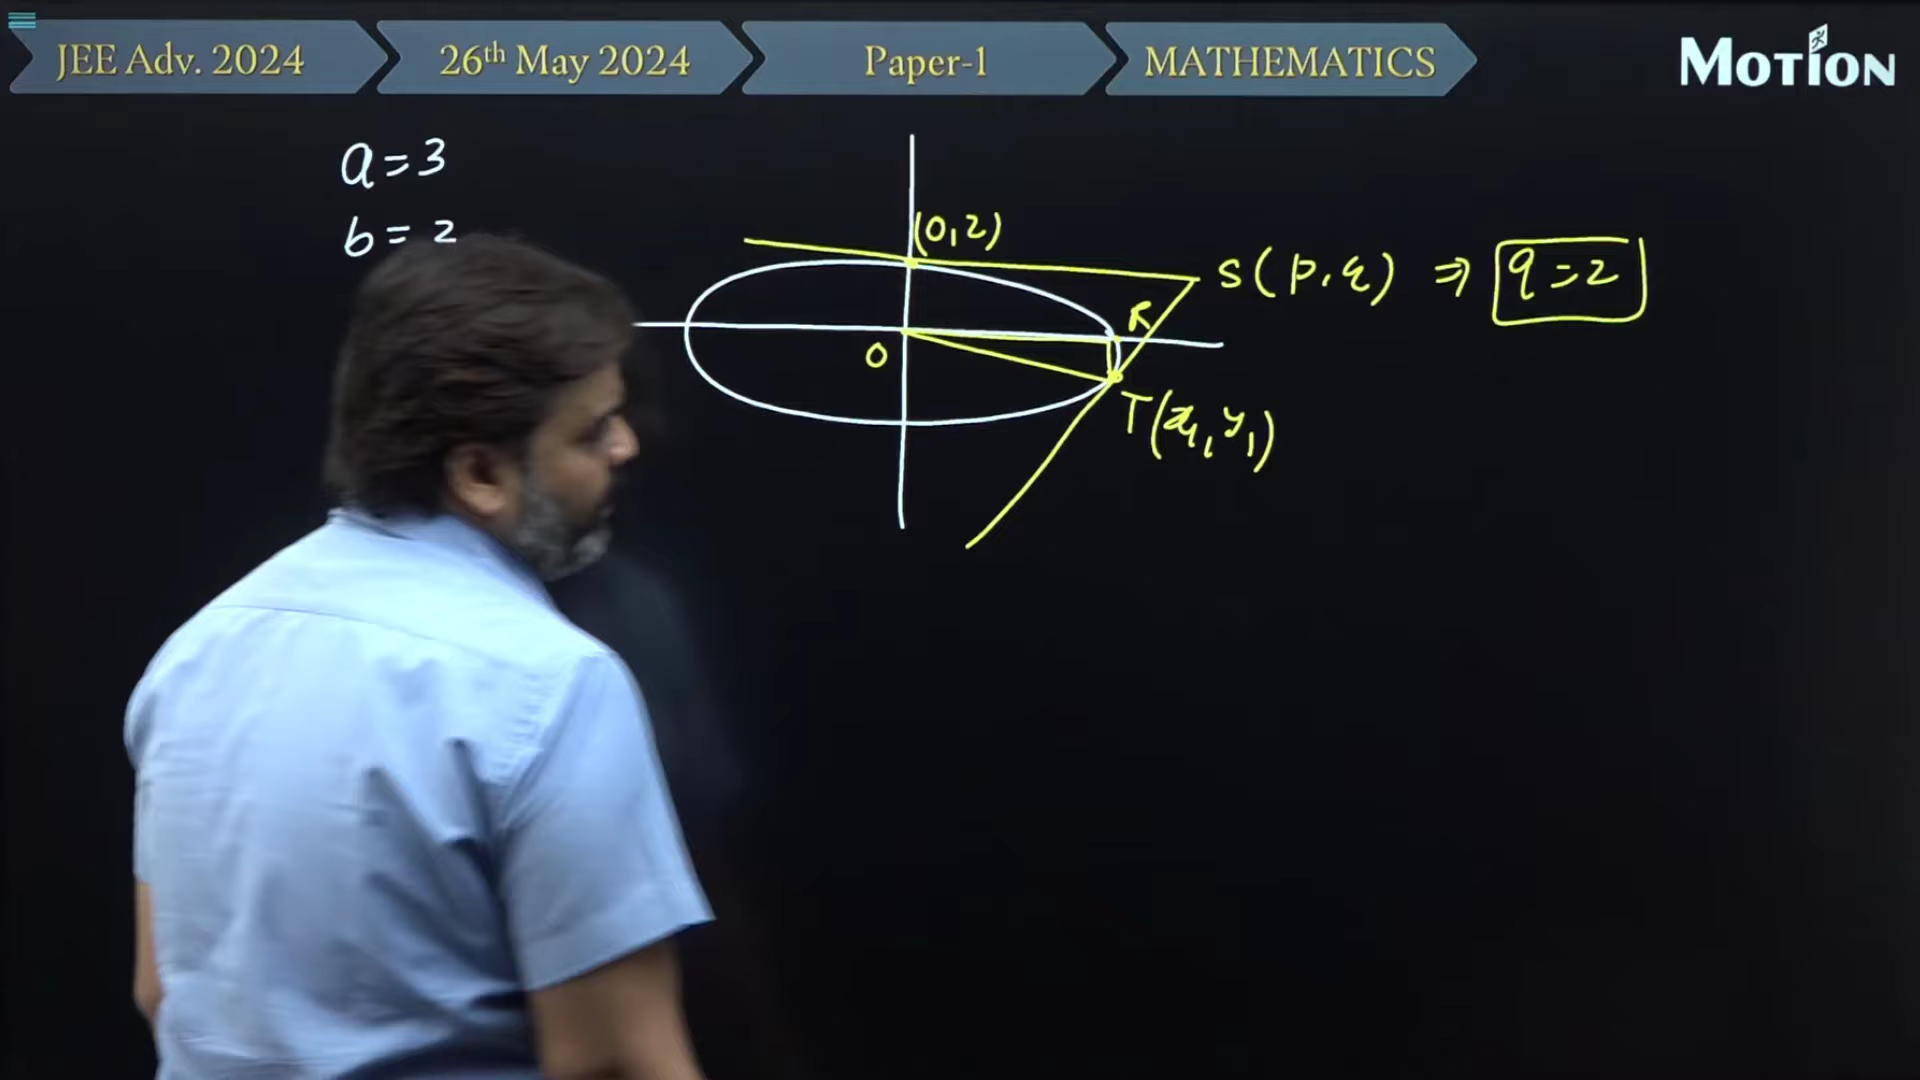 JEE Adv. 2024
26th May 2024
Paper-1
MATHEMATICS
MOTION
a = 3
b = 2
(0,2)
S(p,q) ⇒ q = 2
R
O
T(x₁, y₁)